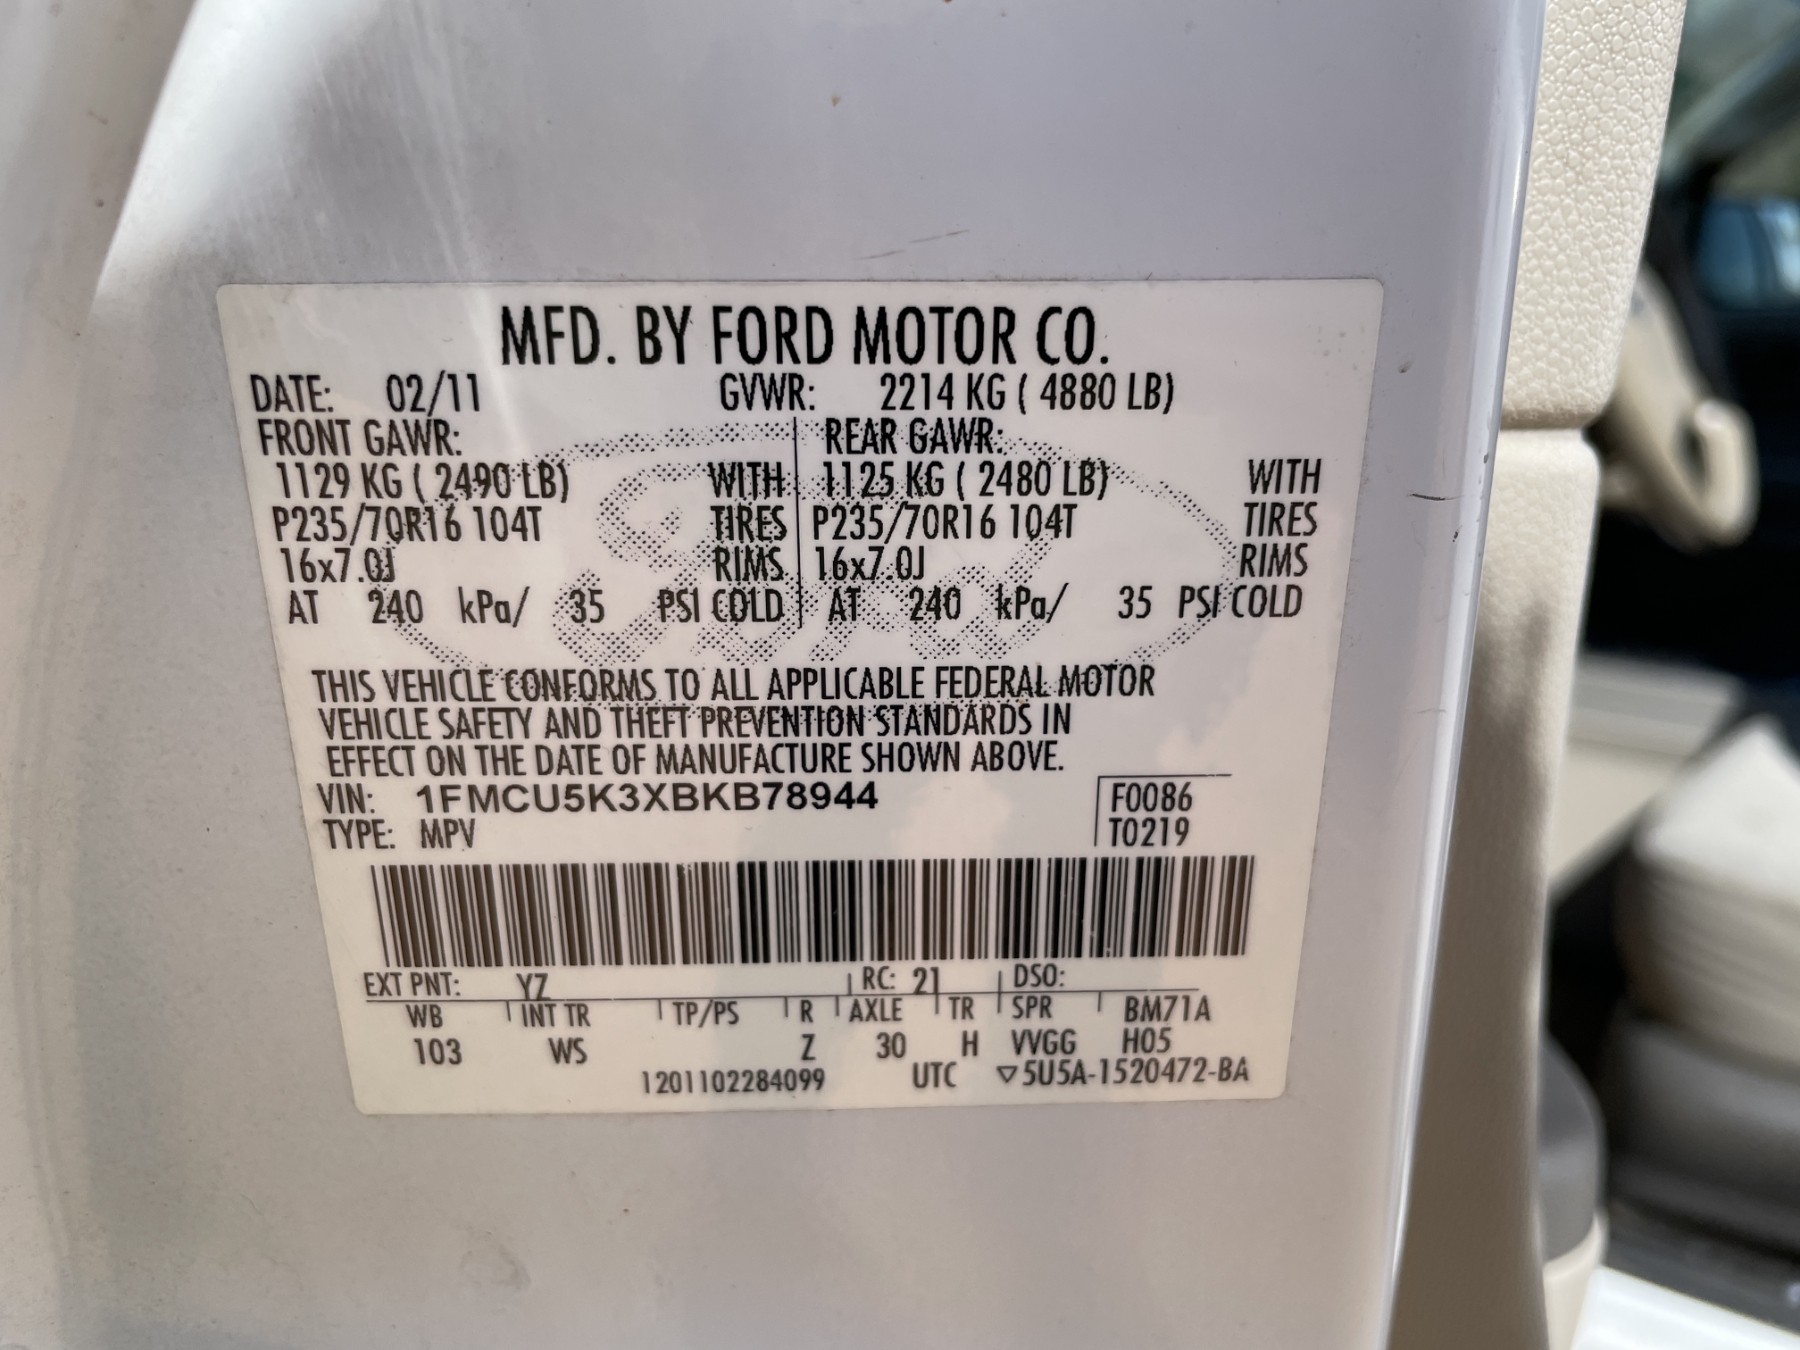 MFD. BY FORD MOTOR CO.
DATE: 02/11 GVWR: 2214 KG ( 4880 LB)
FRONT GAWR: REAR GAWR:
1129 KG ( 2490 LB) WITH 1125 KG ( 2480 LB) WITH
P235/70R16 104T TIRES P235/70R16 104T TIRES
16x7.0J RIMS 16x7.0J RIMS
AT 240 kPa/ 35 PSI COLD AT 240 kPa/ 35 PSI COLD
Ford
THIS VEHICLE CONFORMS TO ALL APPLICABLE FEDERAL MOTOR
VEHICLE SAFETY AND THEFT PREVENTION STANDARDS IN
EFFECT ON THE DATE OF MANUFACTURE SHOWN ABOVE.
VIN: 1FMCU5K3XBKB78944 F0086
TYPE: MPV T0219
EXT PNT: YZ RC: 21 DSO:
WB INT TR TP/PS R AXLE TR SPR BM71A
103 WS Z 30 H VVGG H05
1201102284099 UTC ▽5U5A-1520472-BA